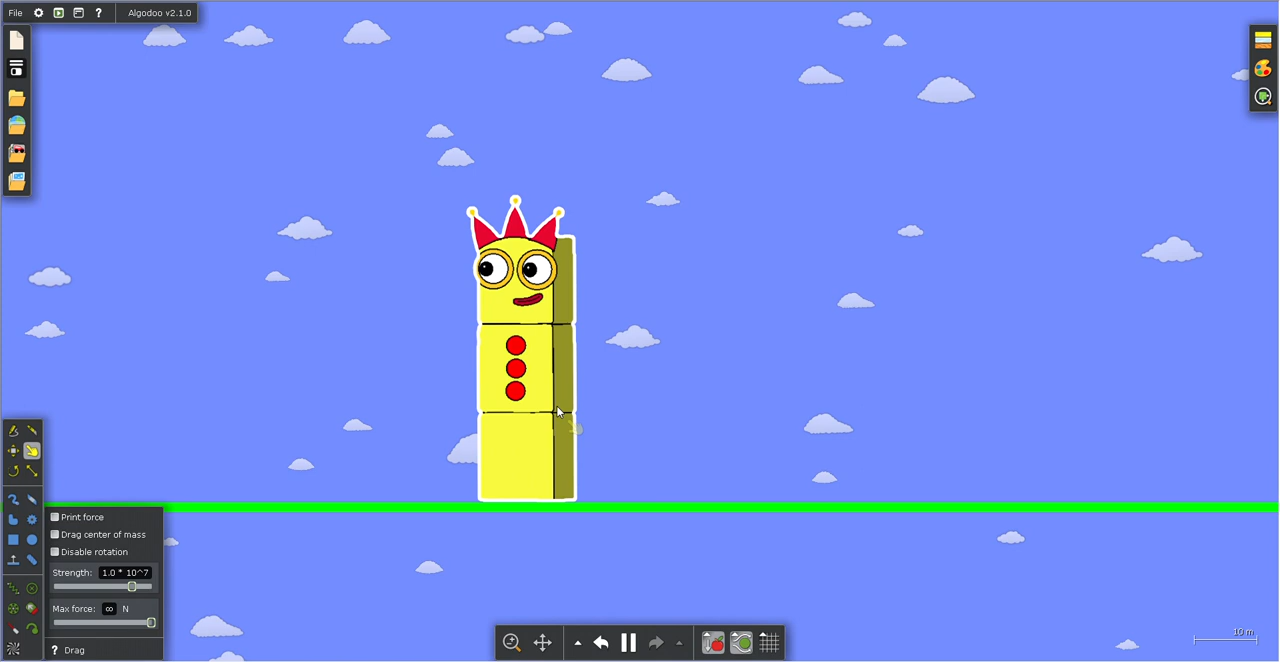 File ? Algodoo v2.1.0
Print force
Drag center of mass
Disable rotation
Strength: 1.0 * 10^7
Max force: ∞ N
? Drag
10 m